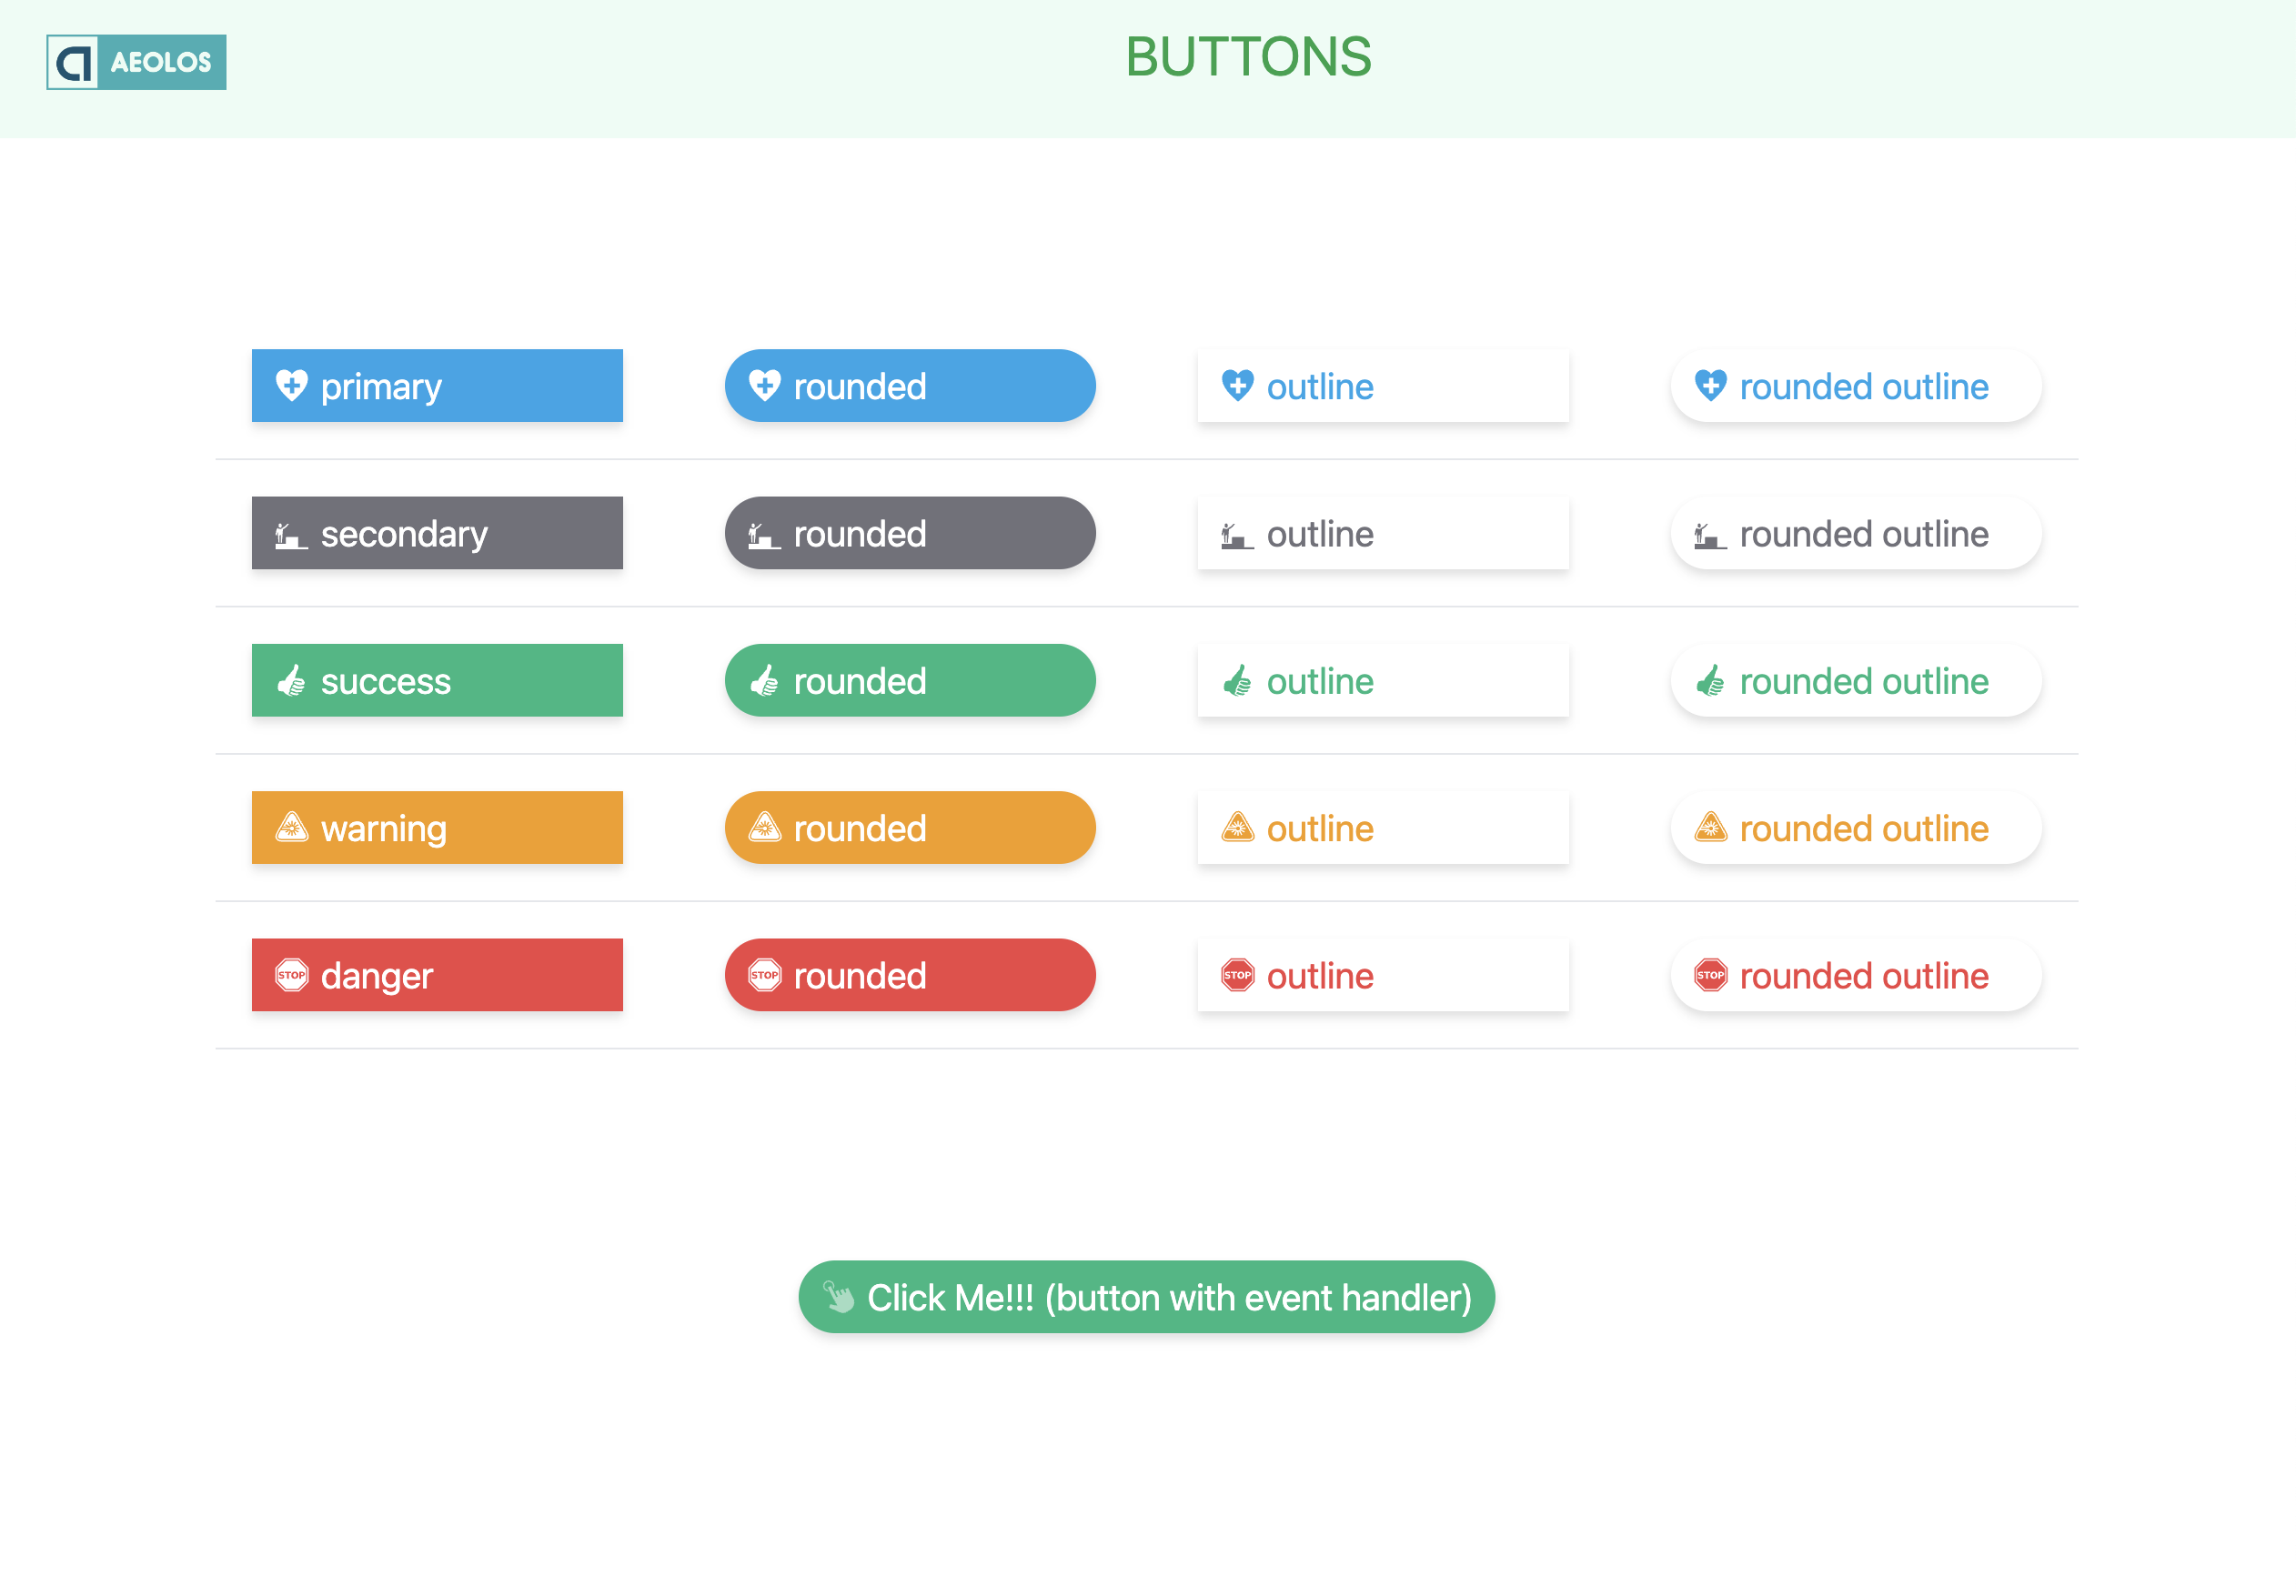 AEOLOS
BUTTONS
primary
rounded
outline
rounded outline
secondary
rounded
outline
rounded outline
success
rounded
outline
rounded outline
warning
rounded
outline
rounded outline
STOP danger
STOP rounded
STOP outline
STOP rounded outline
Click Me!!! (button with event handler)